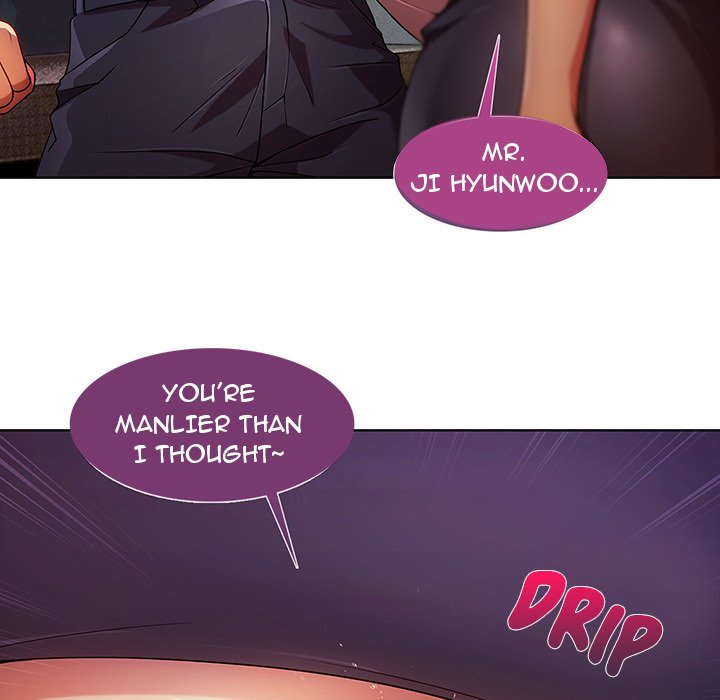 MR.
JI HYUNWOO...
YOU'RE
MANLIER THAN
I THOUGHT~
DRIP